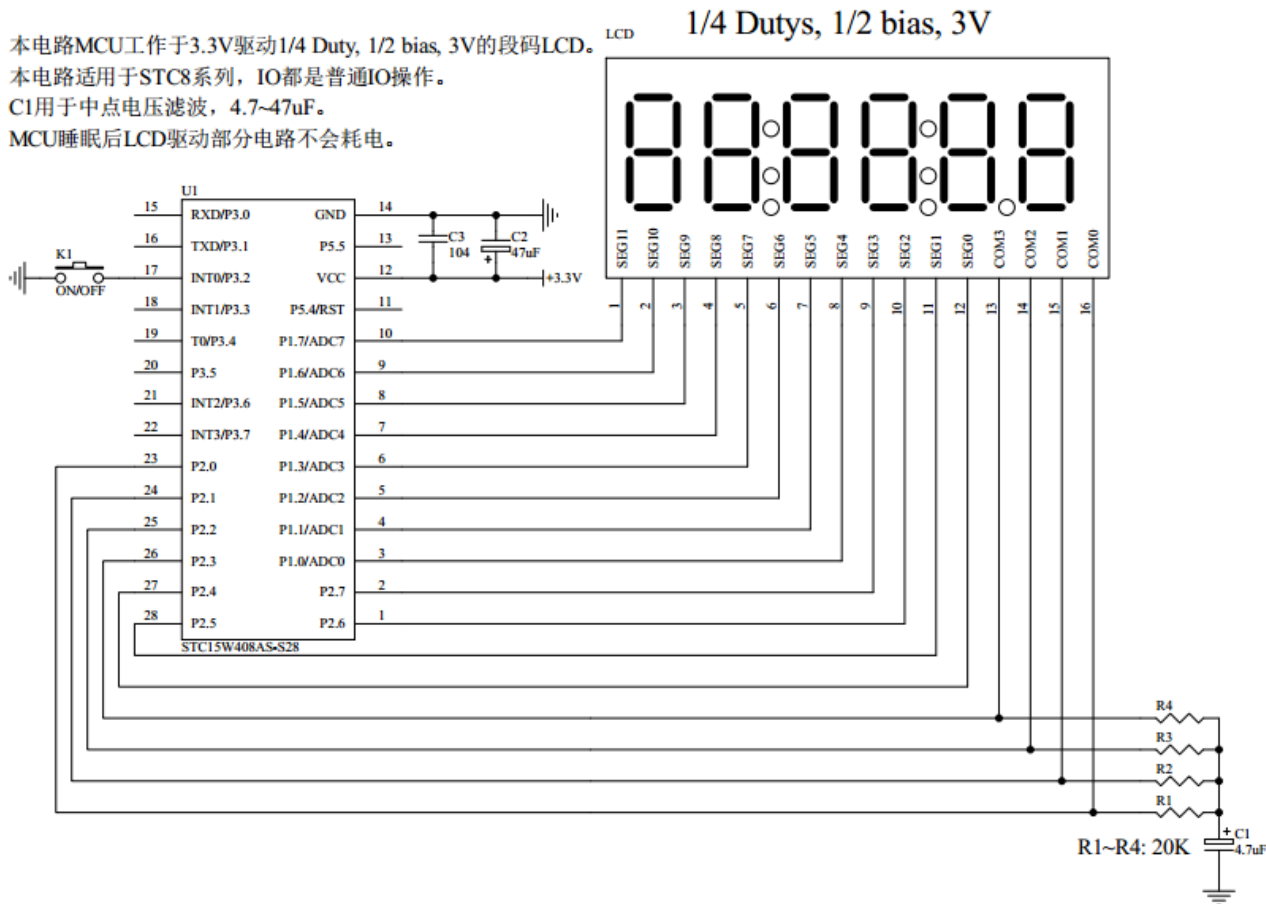 1/4 Dutys, 1/2 bias, 3V
本电路MCU工作于3.3V驱动1/4 Duty, 1/2 bias, 3V的段码LCD。
本电路适用于STC8系列，IO都是普通IO操作。
C1用于中点电压滤波，4.7~47uF。
MCU睡眠后LCD驱动部分电路不会耗电。
LCD
SEG11 SEG10 SEG9 SEG8 SEG7 SEG6 SEG5 SEG4 SEG3 SEG2 SEG1 SEG0 COM3 COM2 COM1 COM0
1 2 3 4 5 6 7 8 9 10 11 12 13 14 15 16
U1
15 RXD/P3.0 GND 14
16 TXD/P3.1 P5.5 13
17 INT0/P3.2 VCC 12
18 INT1/P3.3 P5.4/RST 11
19 T0/P3.4 P1.7/ADC7 10
20 P3.5 P1.6/ADC6 9
21 INT2/P3.6 P1.5/ADC5 8
22 INT3/P3.7 P1.4/ADC4 7
23 P2.0 P1.3/ADC3 6
24 P2.1 P1.2/ADC2 5
25 P2.2 P1.1/ADC1 4
26 P2.3 P1.0/ADC0 3
27 P2.4 P2.7 2
28 P2.5 P2.6 1
STC15W408AS-S28
K1
ON/OFF
C3
104
C2
47uF
+
+3.3V
R4
R3
R2
R1
R1~R4: 20K
+ C1
4.7uF